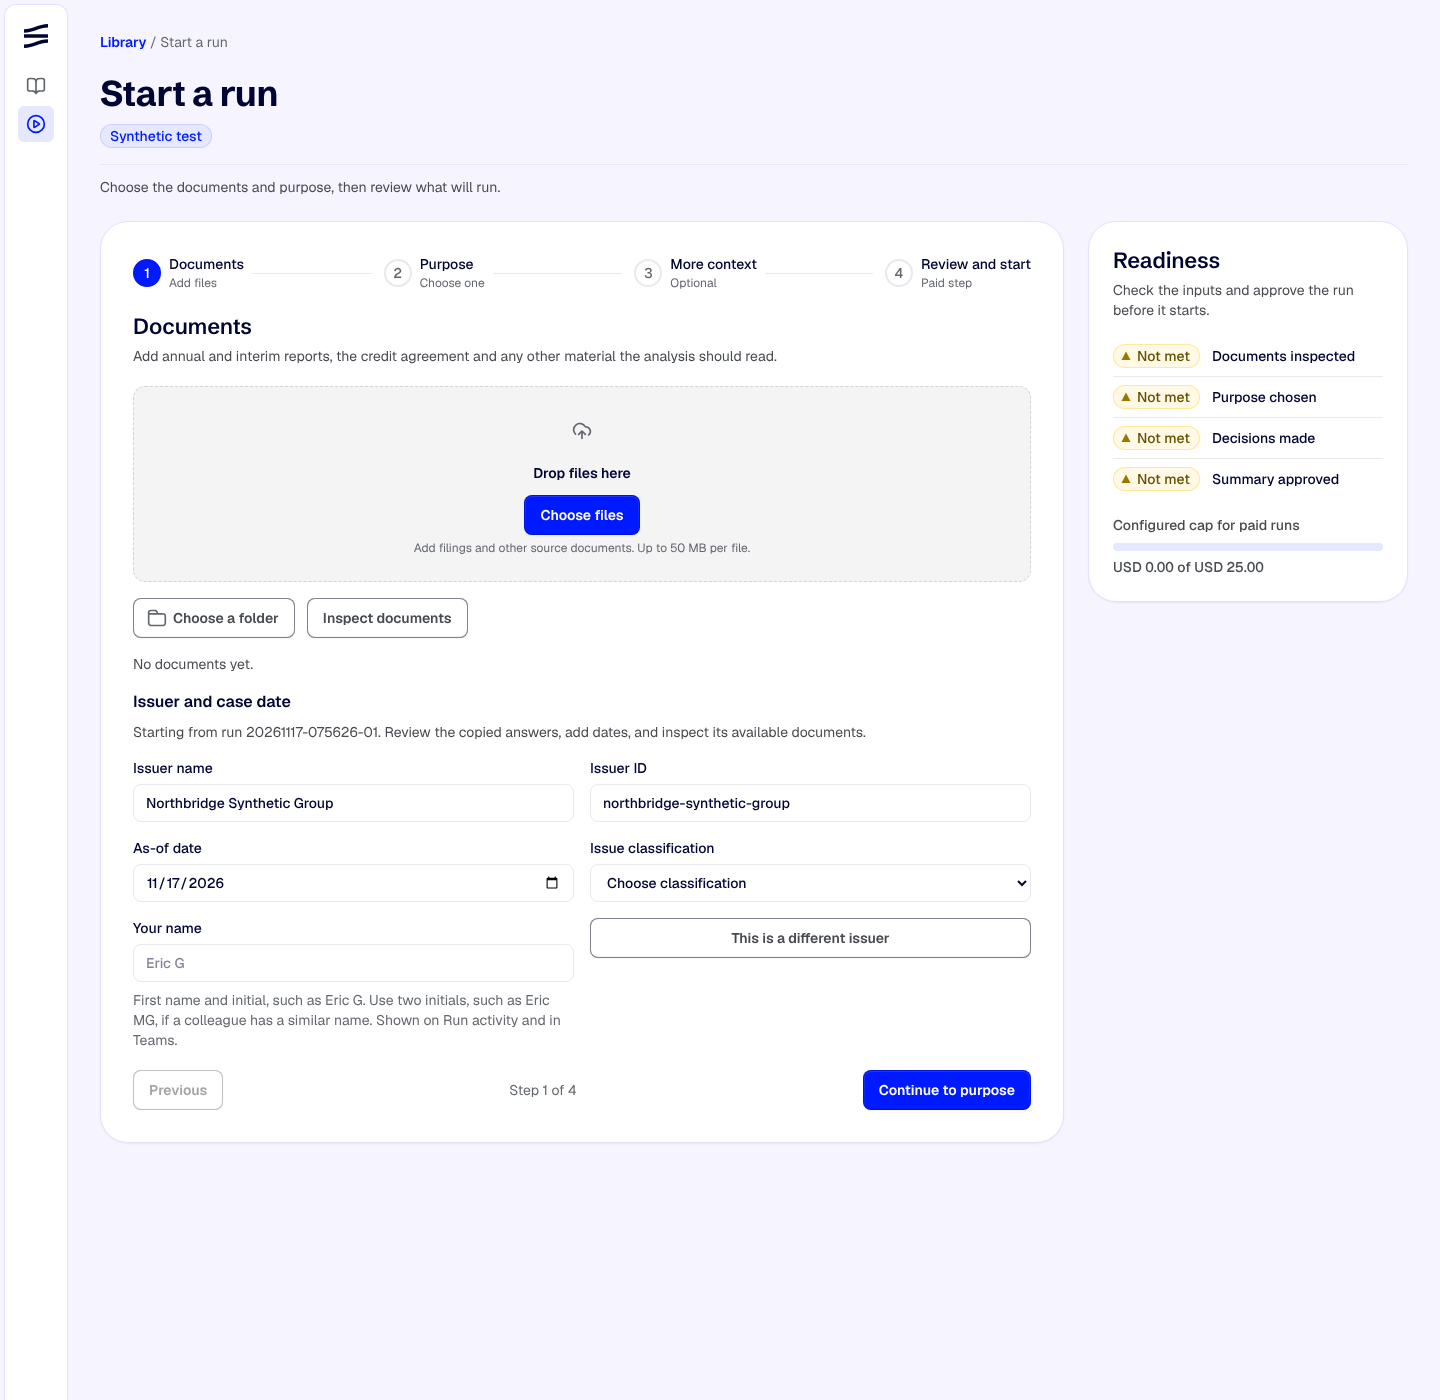 Library / Start a run
Start a run
Synthetic test
Choose the documents and purpose, then review what will run.
1 Documents
Add files
2 Purpose
Choose one
3 More context
Optional
4 Review and start
Paid step
Documents
Add annual and interim reports, the credit agreement and any other material the analysis should read.
Drop files here
Choose files
Add filings and other source documents. Up to 50 MB per file.
Choose a folder
Inspect documents
No documents yet.
Issuer and case date
Starting from run 20261117-075626-01. Review the copied answers, add dates, and inspect its available documents.
Issuer name
Northbridge Synthetic Group
Issuer ID
northbridge-synthetic-group
As-of date
11/17/2026
Issue classification
Choose classification
Your name
Eric G
First name and initial, such as Eric G. Use two initials, such as Eric
MG, if a colleague has a similar name. Shown on Run activity and in
Teams.
This is a different issuer
Previous
Step 1 of 4
Continue to purpose
Readiness
Check the inputs and approve the run
before it starts.
Not met Documents inspected
Not met Purpose chosen
Not met Decisions made
Not met Summary approved
Configured cap for paid runs
USD 0.00 of USD 25.00